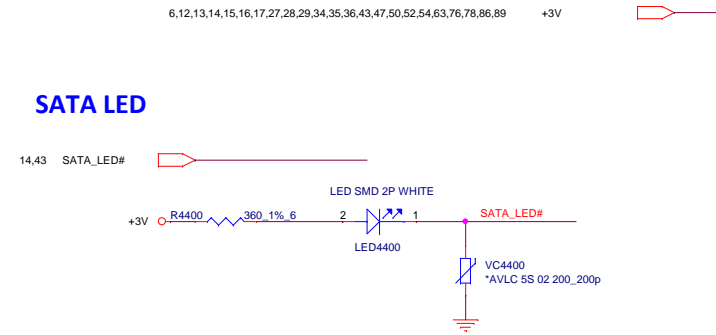 6,12,13,14,15,16,17,27,28,29,34,35,36,43,47,50,52,54,63,76,78,86,89 +3V
SATA LED
14,43 SATA_LED#
LED SMD 2P WHITE
+3V R4400 360_1%_6 2 1 SATA_LED#
LED4400
VC4400
*AVLC 5S 02 200_200p